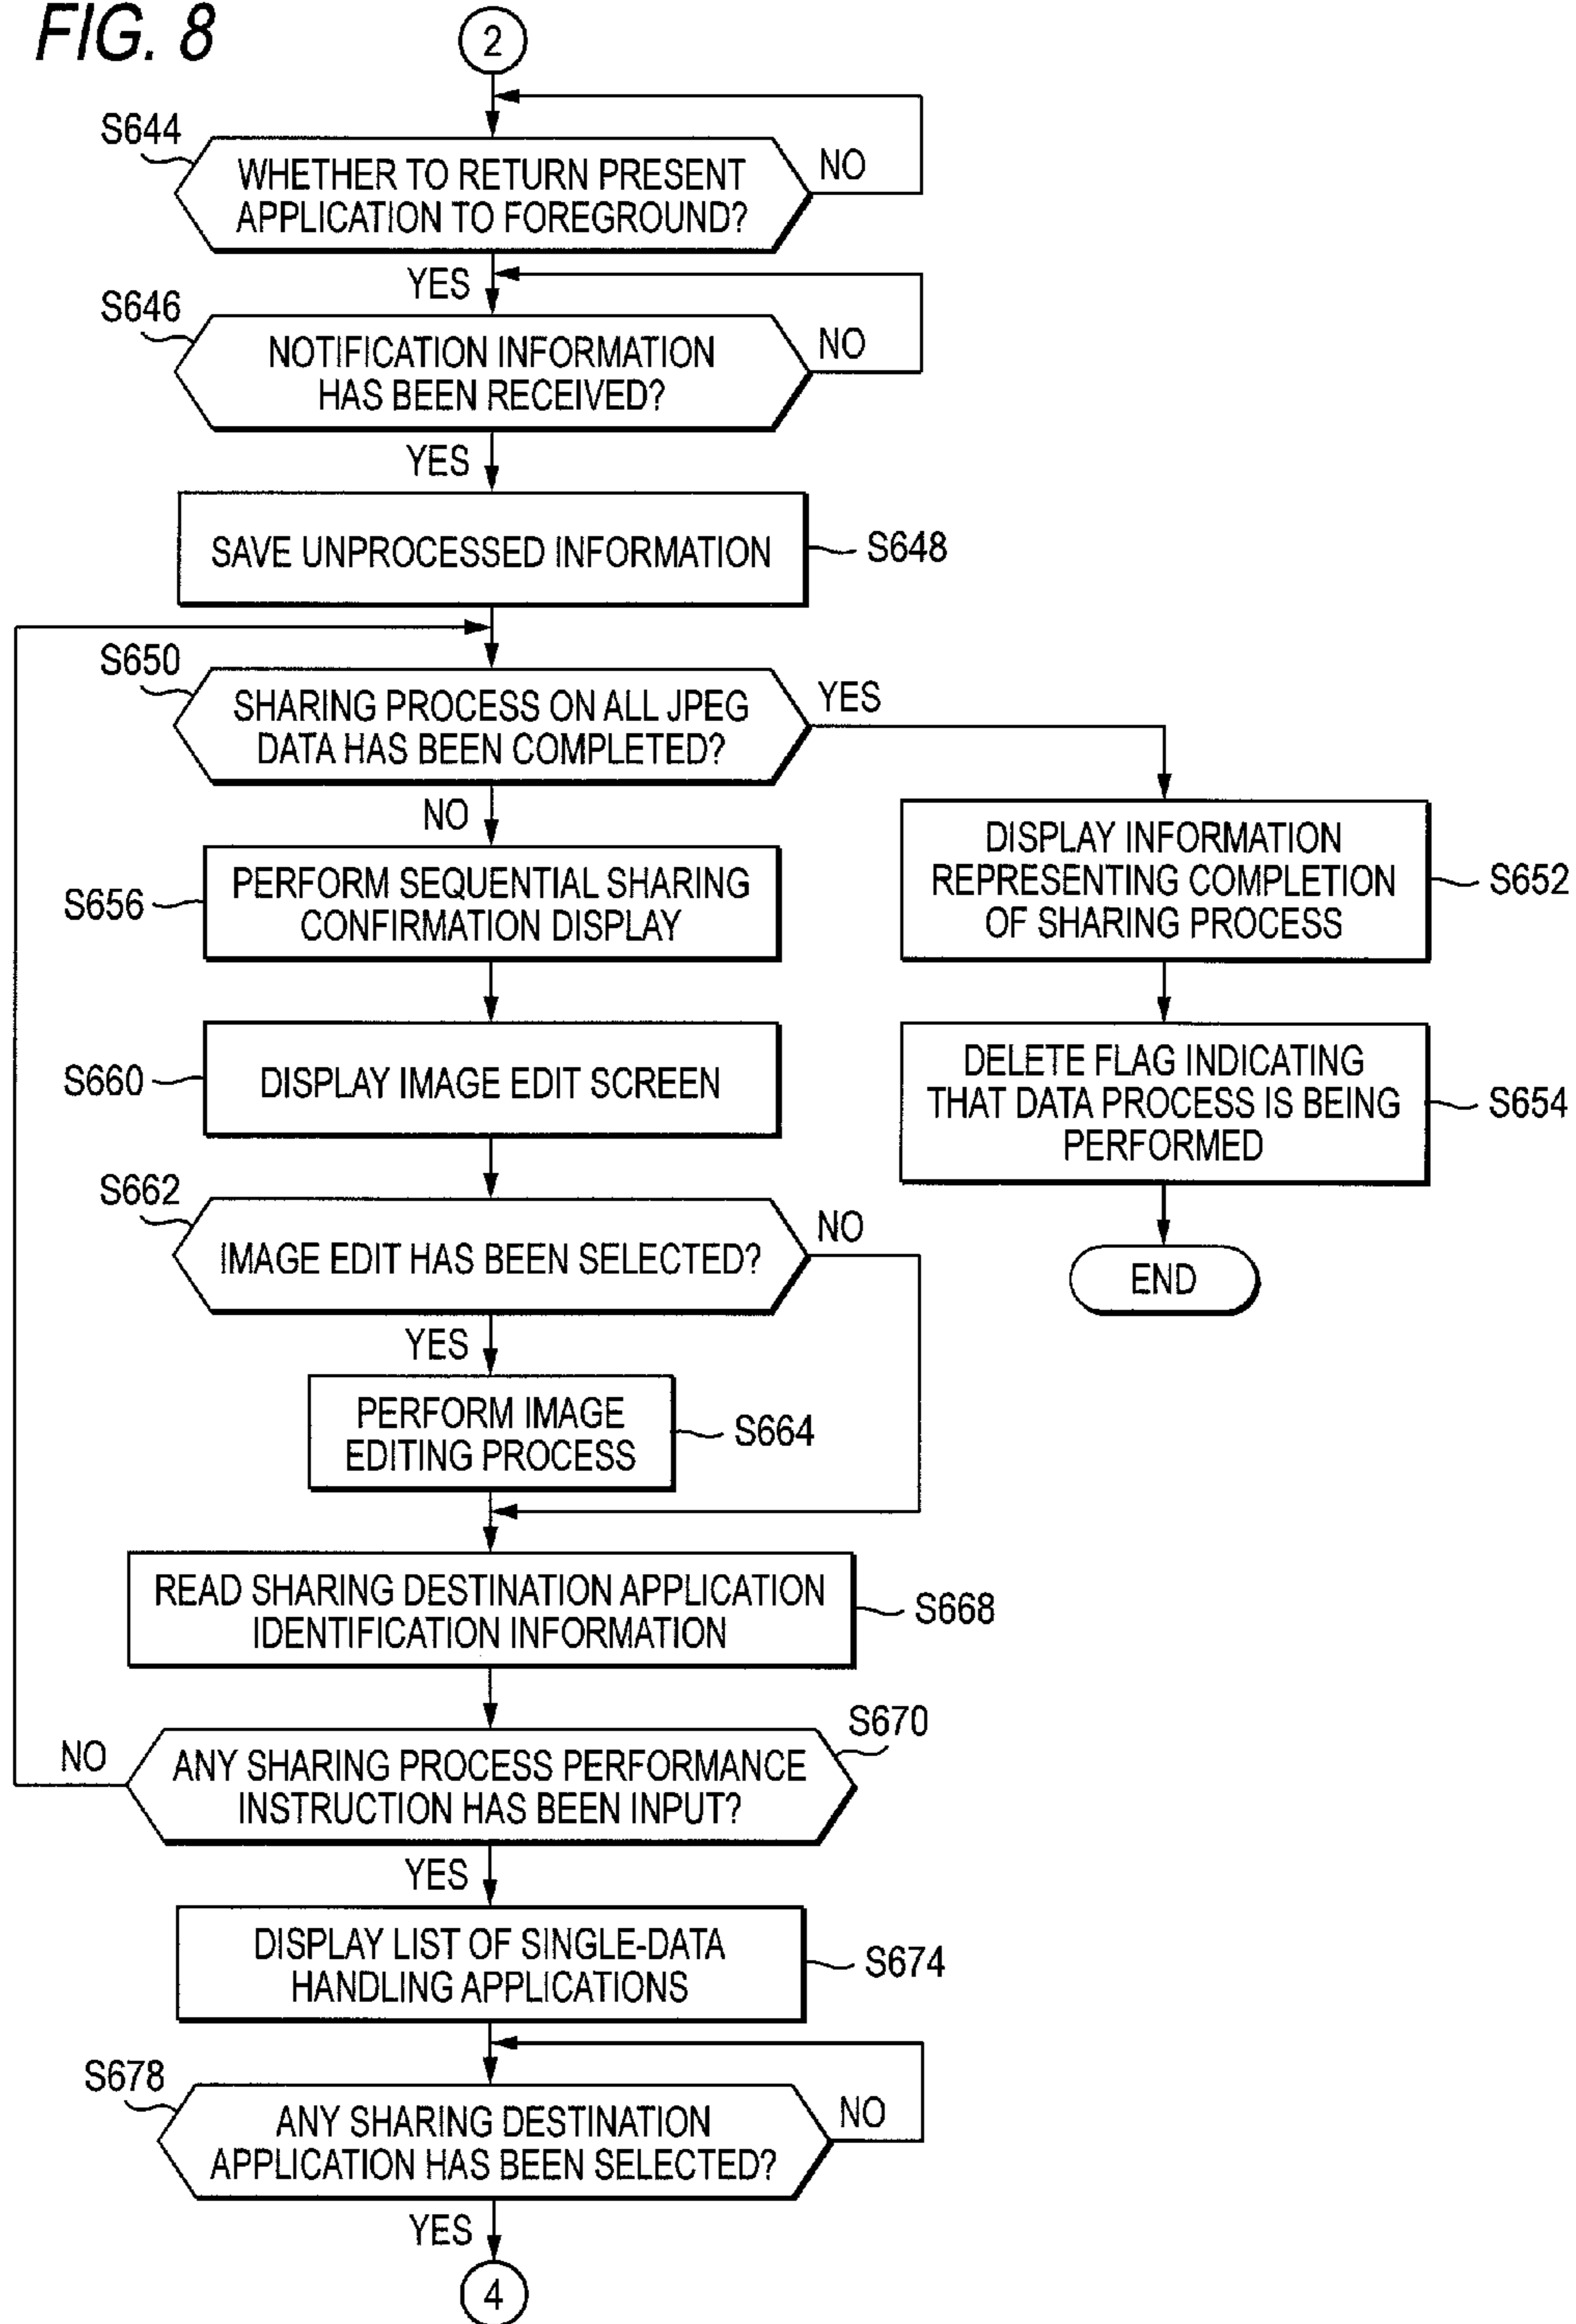 FIG. 8
2
S644
WHETHER TO RETURN PRESENT
APPLICATION TO FOREGROUND?
NO
YES
S646
NOTIFICATION INFORMATION
HAS BEEN RECEIVED?
NO
YES
SAVE UNPROCESSED INFORMATION
S648
S650
SHARING PROCESS ON ALL JPEG
DATA HAS BEEN COMPLETED?
YES
NO
DISPLAY INFORMATION
REPRESENTING COMPLETION
OF SHARING PROCESS
S652
S656
PERFORM SEQUENTIAL SHARING
CONFIRMATION DISPLAY
DELETE FLAG INDICATING
THAT DATA PROCESS IS BEING
PERFORMED
S654
S660
DISPLAY IMAGE EDIT SCREEN
END
S662
IMAGE EDIT HAS BEEN SELECTED?
NO
YES
PERFORM IMAGE
EDITING PROCESS
S664
READ SHARING DESTINATION APPLICATION
IDENTIFICATION INFORMATION
S668
S670
NO
ANY SHARING PROCESS PERFORMANCE
INSTRUCTION HAS BEEN INPUT?
YES
DISPLAY LIST OF SINGLE-DATA
HANDLING APPLICATIONS
S674
S678
ANY SHARING DESTINATION
APPLICATION HAS BEEN SELECTED?
NO
YES
4